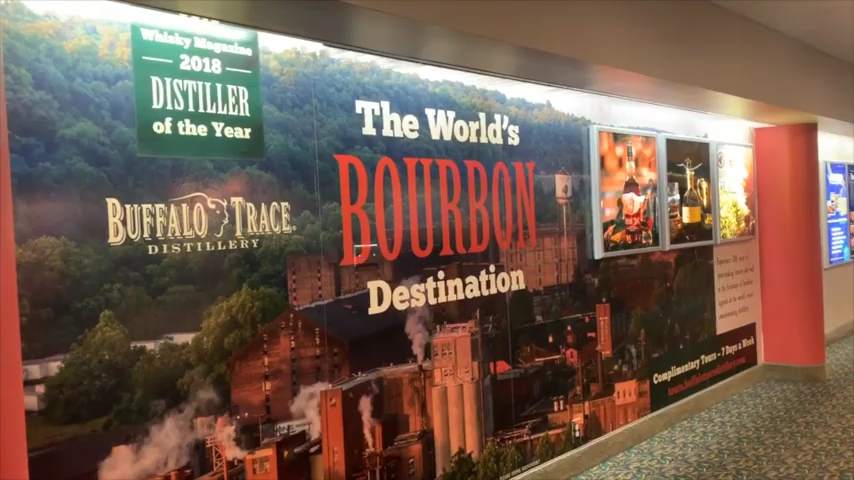 Whisky Magazine
2018
DISTILLER
of the Year
BUFFALO TRACE
DISTILLERY
The World's
BOURBON
Destination
Complimentary Tours - 7 Days a Week